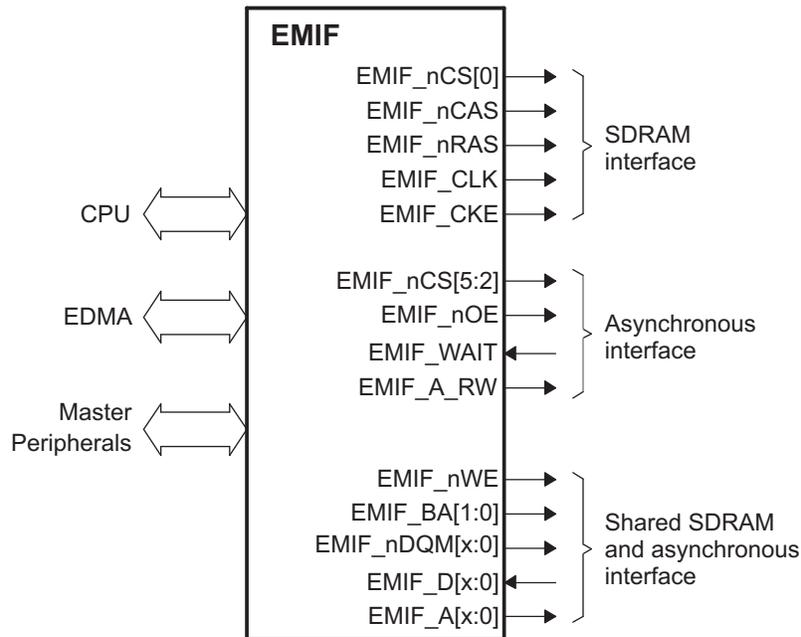 EMIF
EMIF_nCS[0]
EMIF_nCAS
EMIF_nRAS
EMIF_CLK
EMIF_CKE
SDRAM
interface
CPU
EDMA
Master
Peripherals
EMIF_nCS[5:2]
EMIF_nOE
EMIF_WAIT
EMIF_A_RW
Asynchronous
interface
EMIF_nWE
EMIF_BA[1:0]
EMIF_nDQM[x:0]
EMIF_D[x:0]
EMIF_A[x:0]
Shared SDRAM
and asynchronous
interface